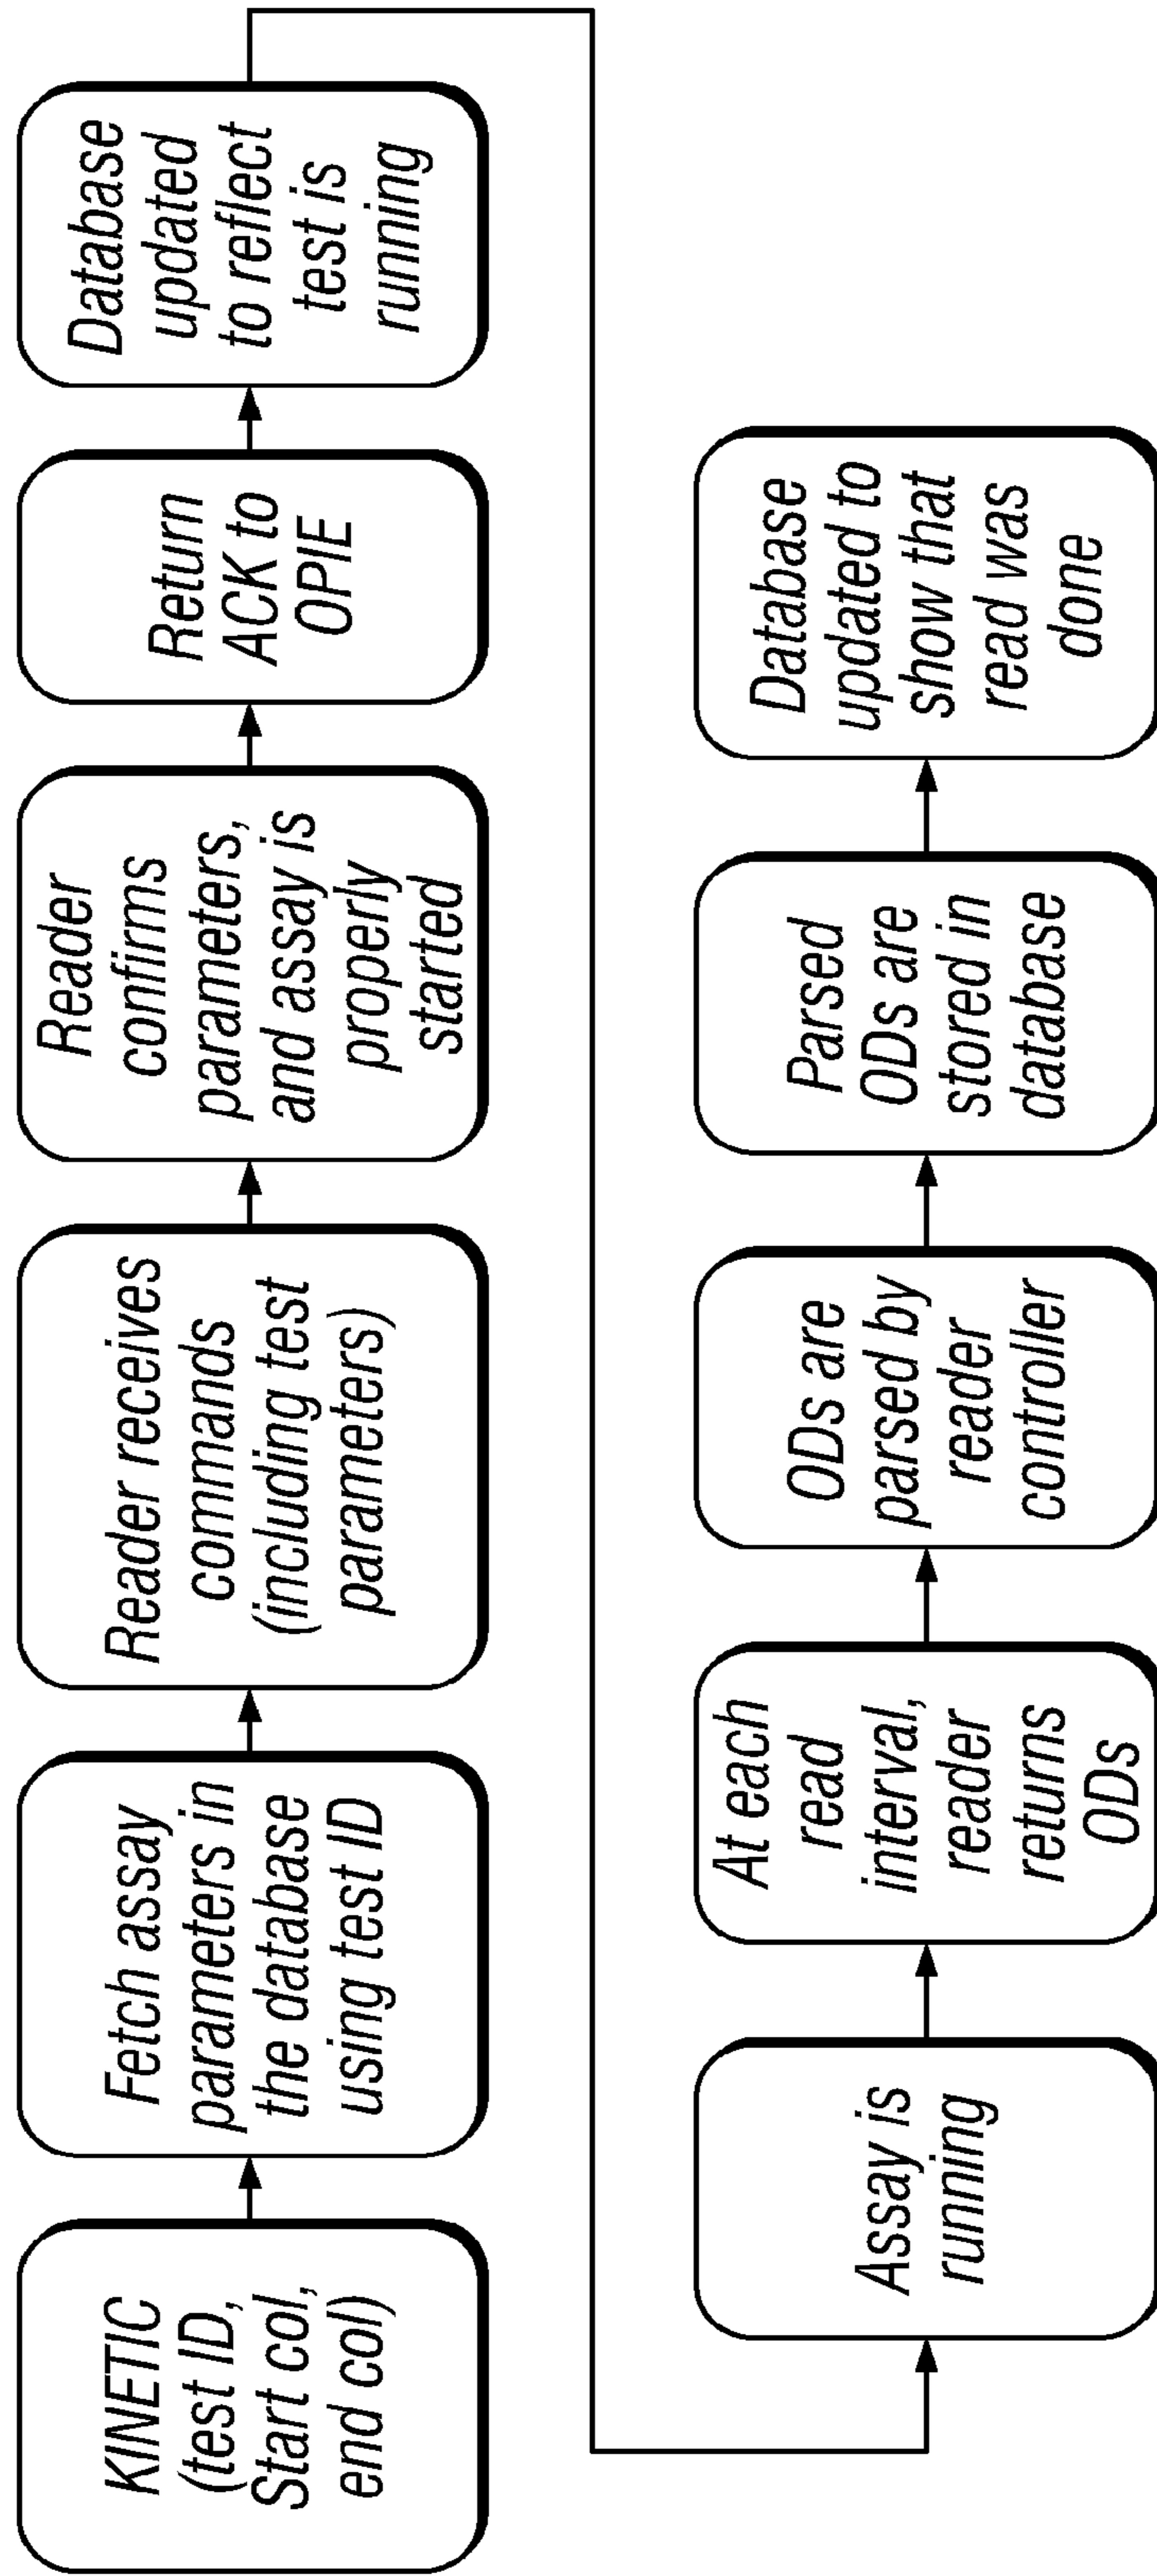 KINETIC
(test ID,
Start col,
end col)
Fetch assay
parameters in
the database
using test ID
Reader receives
commands
(including test
parameters)
Reader
confirms
parameters,
and assay is
properly
started
Return
ACK to
OPIE
Database
updated
to reflect
test is
running
Assay is
running
At each
read
interval,
reader
returns
ODs
ODs are
parsed by
reader
controller
Parsed
ODs are
stored in
database
Database
updated to
show that
read was
done